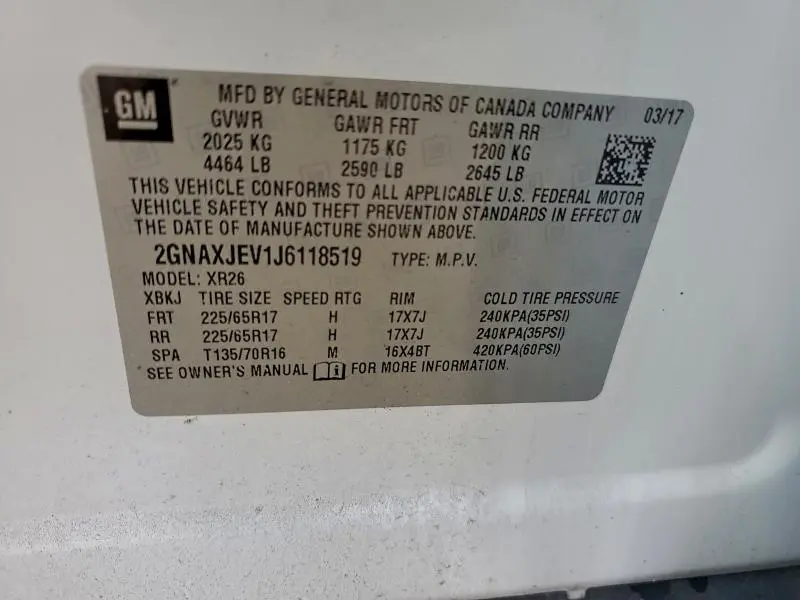 GM
MFD BY GENERAL MOTORS OF CANADA COMPANY 03/17
GVWR GAWR FRT GAWR RR
2025 KG 1175 KG 1200 KG
4464 LB 2590 LB 2645 LB
THIS VEHICLE CONFORMS TO ALL APPLICABLE U.S. FEDERAL MOTOR
VEHICLE SAFETY AND THEFT PREVENTION STANDARDS IN EFFECT ON
THE DATE OF MANUFACTURE SHOWN ABOVE.
2GNAXJEV1J6118519 TYPE: M.P.V.
MODEL: XR26
XBKJ TIRE SIZE SPEED RTG RIM COLD TIRE PRESSURE
FRT 225/65R17 H 17X7J 240KPA(35PSI)
RR 225/65R17 H 17X7J 240KPA(35PSI)
SPA T135/70R16 M 16X4BT 420KPA(60PSI)
SEE OWNER'S MANUAL FOR MORE INFORMATION.